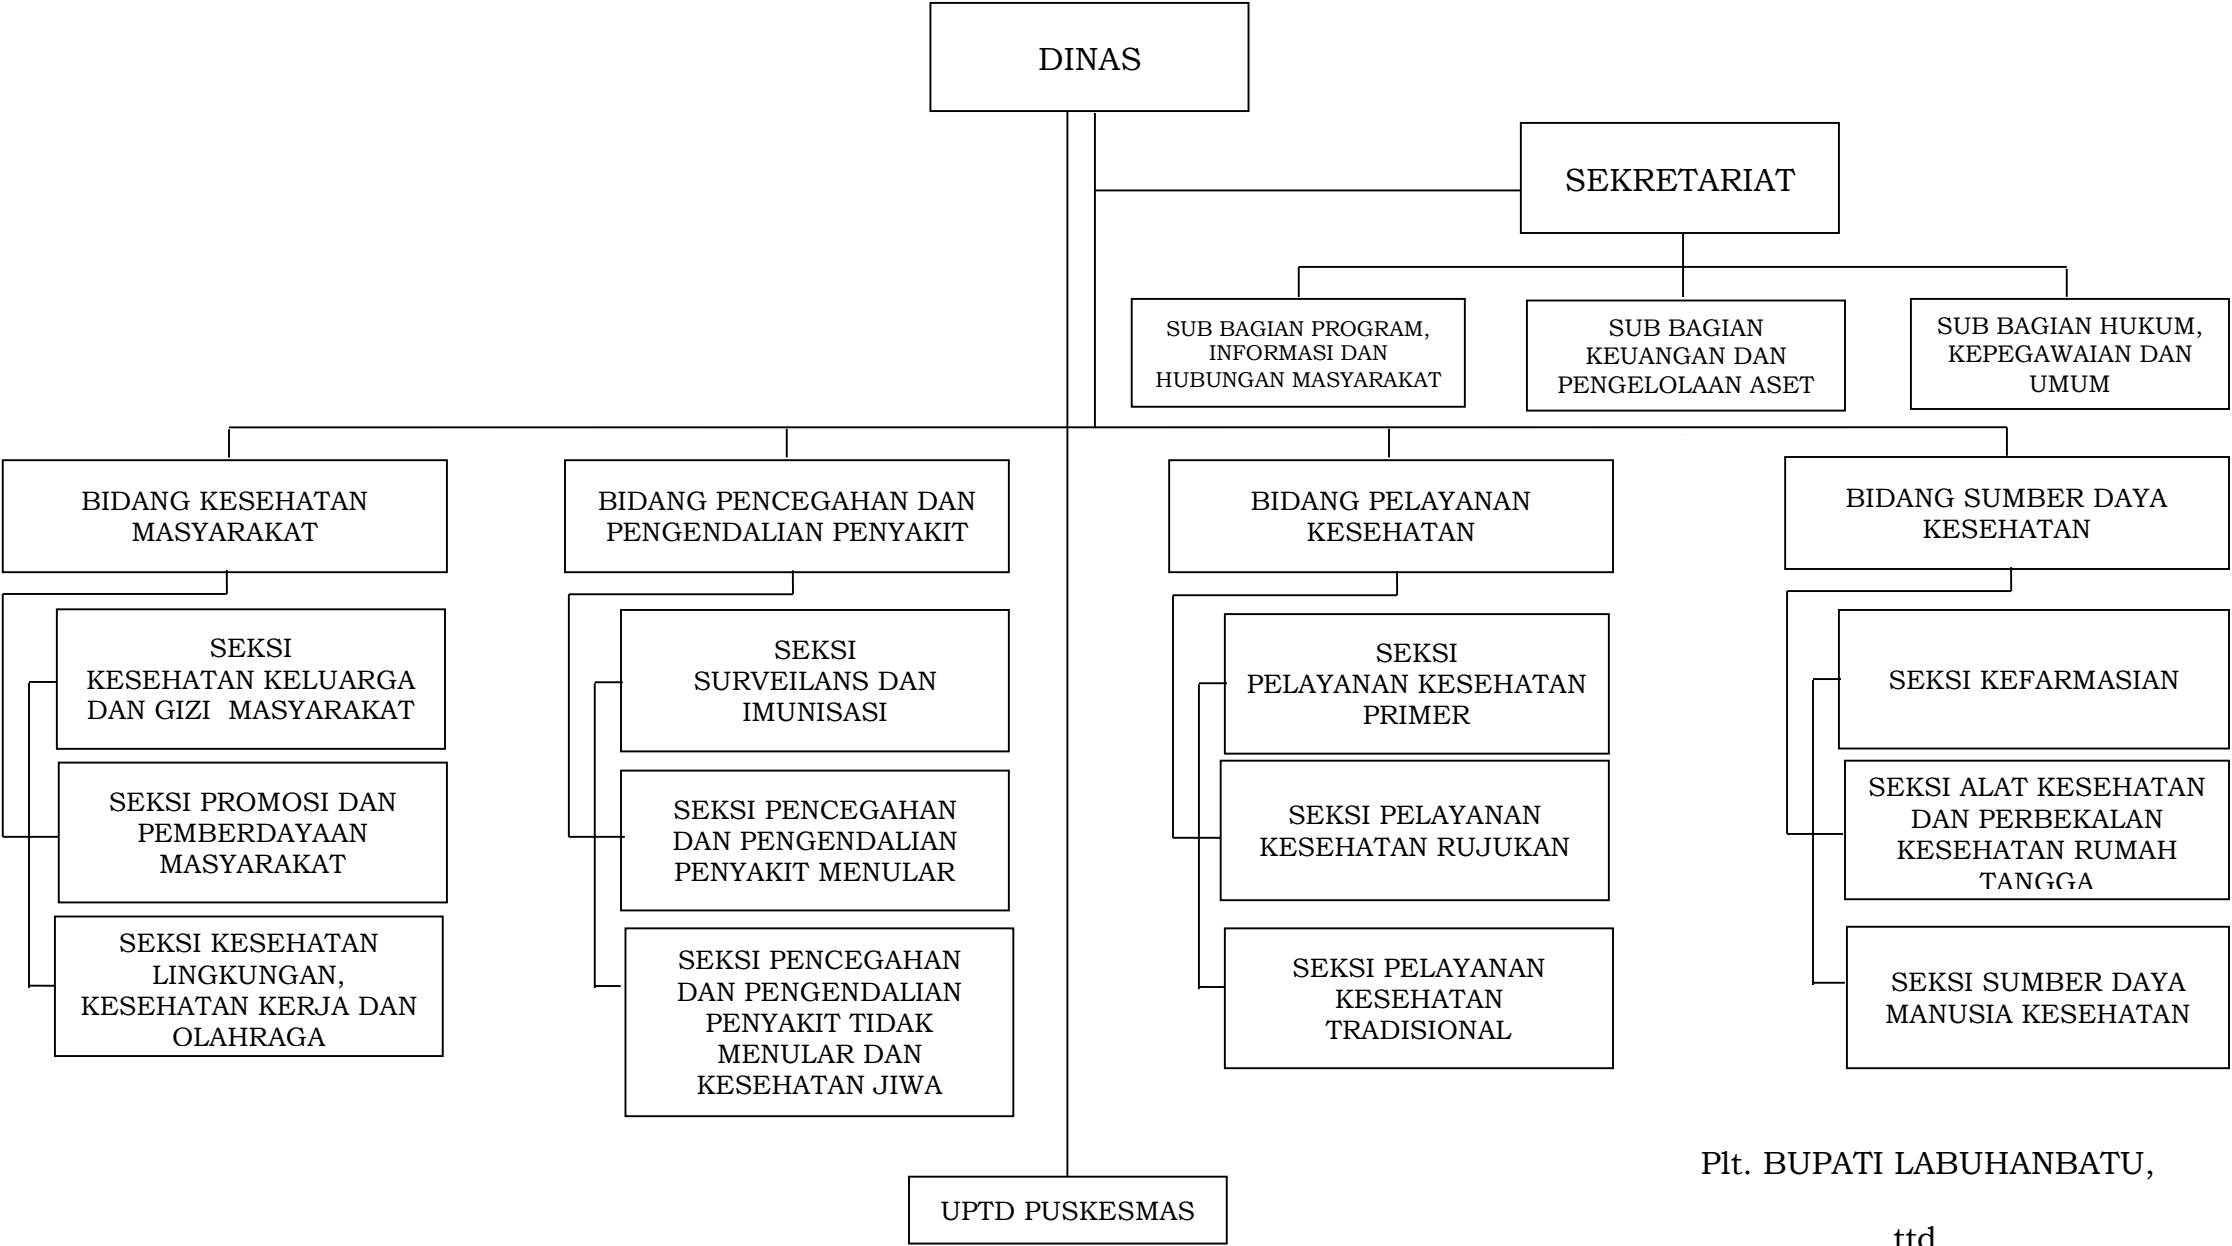 DINAS
SEKRETARIAT
SUB BAGIAN PROGRAM,
INFORMASI DAN
HUBUNGAN MASYARAKAT
SUB BAGIAN
KEUANGAN DAN
PENGELOLAAN ASET
SUB BAGIAN HUKUM,
KEPEGAWAIAN DAN
UMUM
BIDANG KESEHATAN
MASYARAKAT
BIDANG PENCEGAHAN DAN
PENGENDALIAN PENYAKIT
BIDANG PELAYANAN
KESEHATAN
BIDANG SUMBER DAYA
KESEHATAN
SEKSI
KESEHATAN KELUARGA
DAN GIZI MASYARAKAT
SEKSI PROMOSI DAN
PEMBERDAYAAN
MASYARAKAT
SEKSI KESEHATAN
LINGKUNGAN,
KESEHATAN KERJA DAN
OLAHRAGA
SEKSI
SURVEILANS DAN
IMUNISASI
SEKSI PENCEGAHAN
DAN PENGENDALIAN
PENYAKIT MENULAR
SEKSI PENCEGAHAN
DAN PENGENDALIAN
PENYAKIT TIDAK
MENULAR DAN
KESEHATAN JIWA
SEKSI
PELAYANAN KESEHATAN
PRIMER
SEKSI PELAYANAN
KESEHATAN RUJUKAN
SEKSI PELAYANAN
KESEHATAN
TRADISIONAL
SEKSI KEFARMASIAN
SEKSI ALAT KESEHATAN
DAN PERBEKALAN
KESEHATAN RUMAH
TANGGA
SEKSI SUMBER DAYA
MANUSIA KESEHATAN
UPTD PUSKESMAS
Plt. BUPATI LABUHANBATU,
ttd